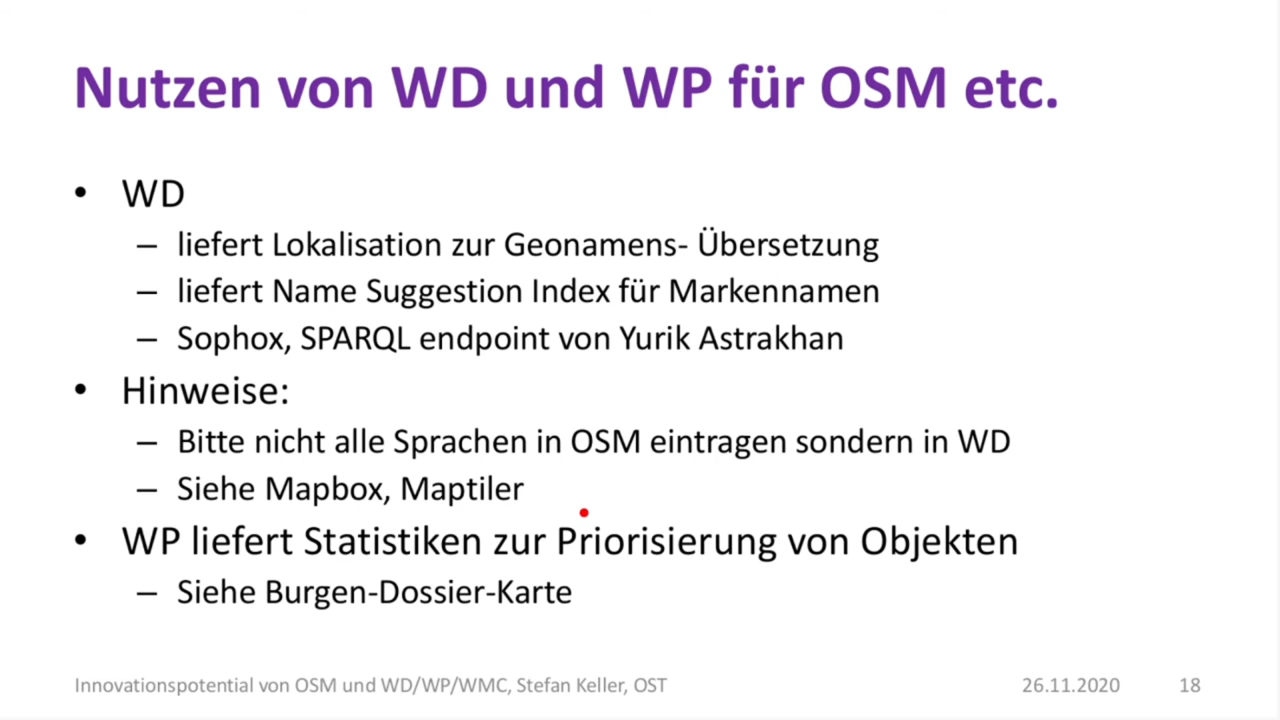 Nutzen von WD und WP für OSM etc.
• WD
– liefert Lokalisation zur Geonamens- Übersetzung
– liefert Name Suggestion Index für Markennamen
– Sophox, SPARQL endpoint von Yurik Astrakhan
• Hinweise:
– Bitte nicht alle Sprachen in OSM eintragen sondern in WD
– Siehe Mapbox, Maptiler
• WP liefert Statistiken zur Priorisierung von Objekten
– Siehe Burgen-Dossier-Karte
Innovationspotential von OSM und WD/WP/WMC, Stefan Keller, OST 26.11.2020 18